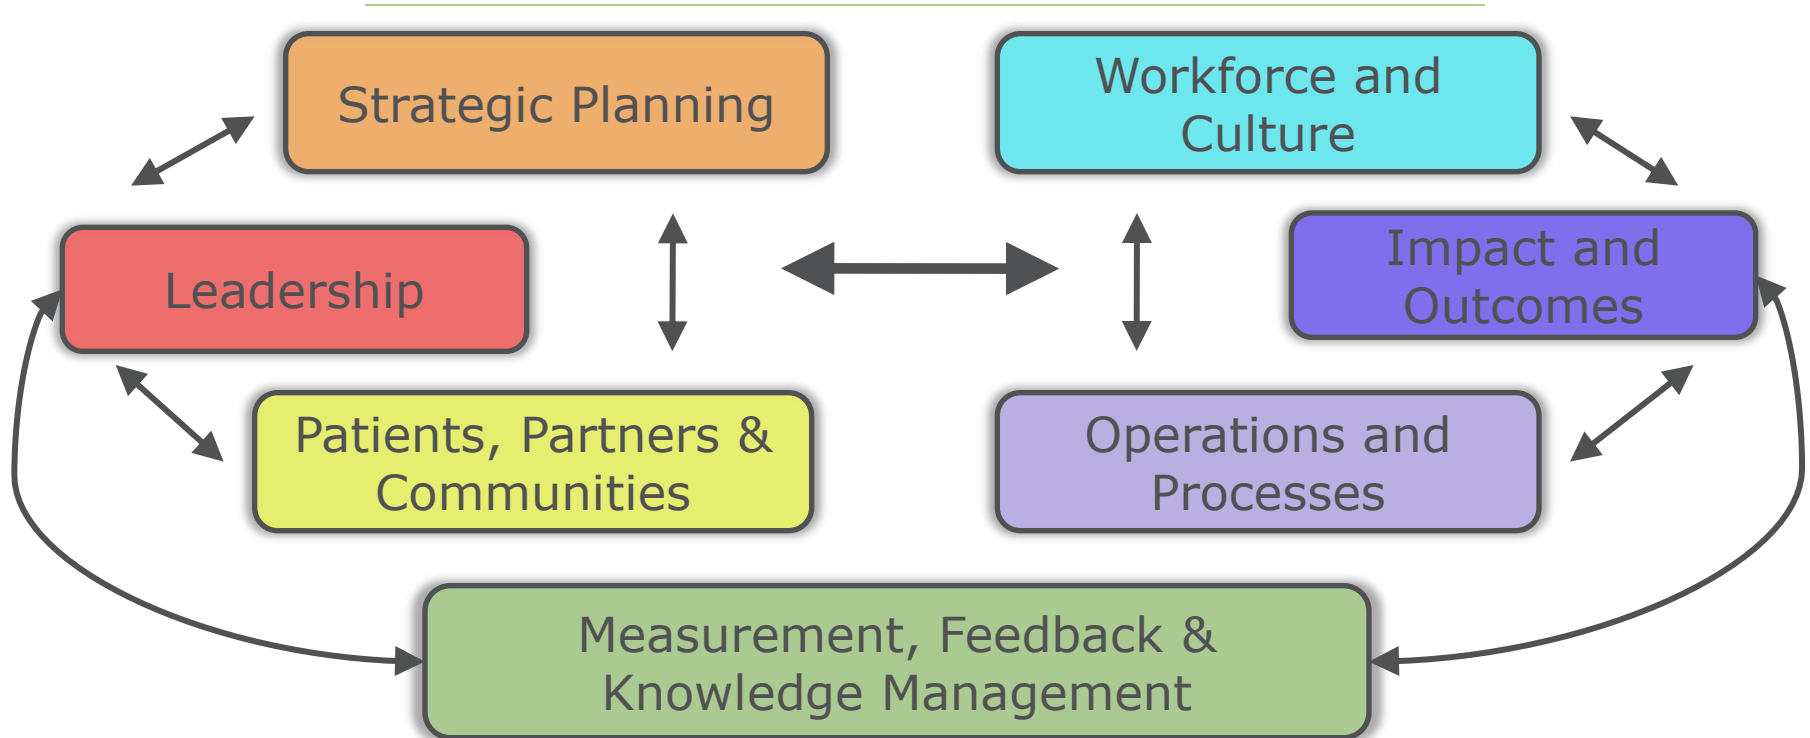 Strategic Planning
Workforce and
Culture
Leadership
Impact and
Outcomes
Patients, Partners &
Communities
Operations and
Processes
Measurement, Feedback &
Knowledge Management